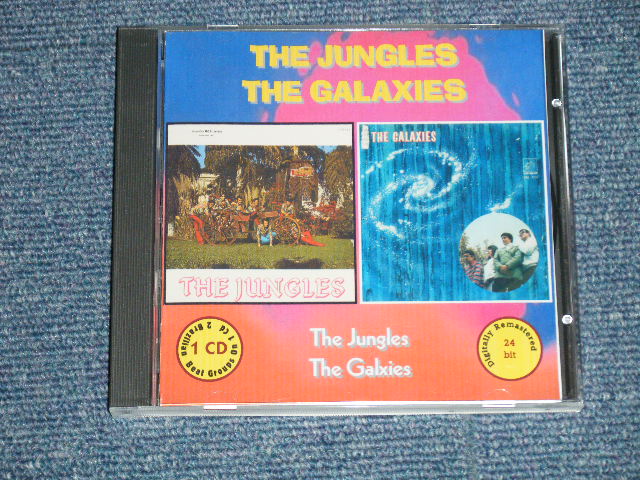 THE JUNGLES
THE GALAXIES
THE JUNGLES
THE GALAXIES
2 Brazilian
Beat Groups On 1 Cd
1 CD
The Jungles
The Galxies
Digitally Remastered
24
bit